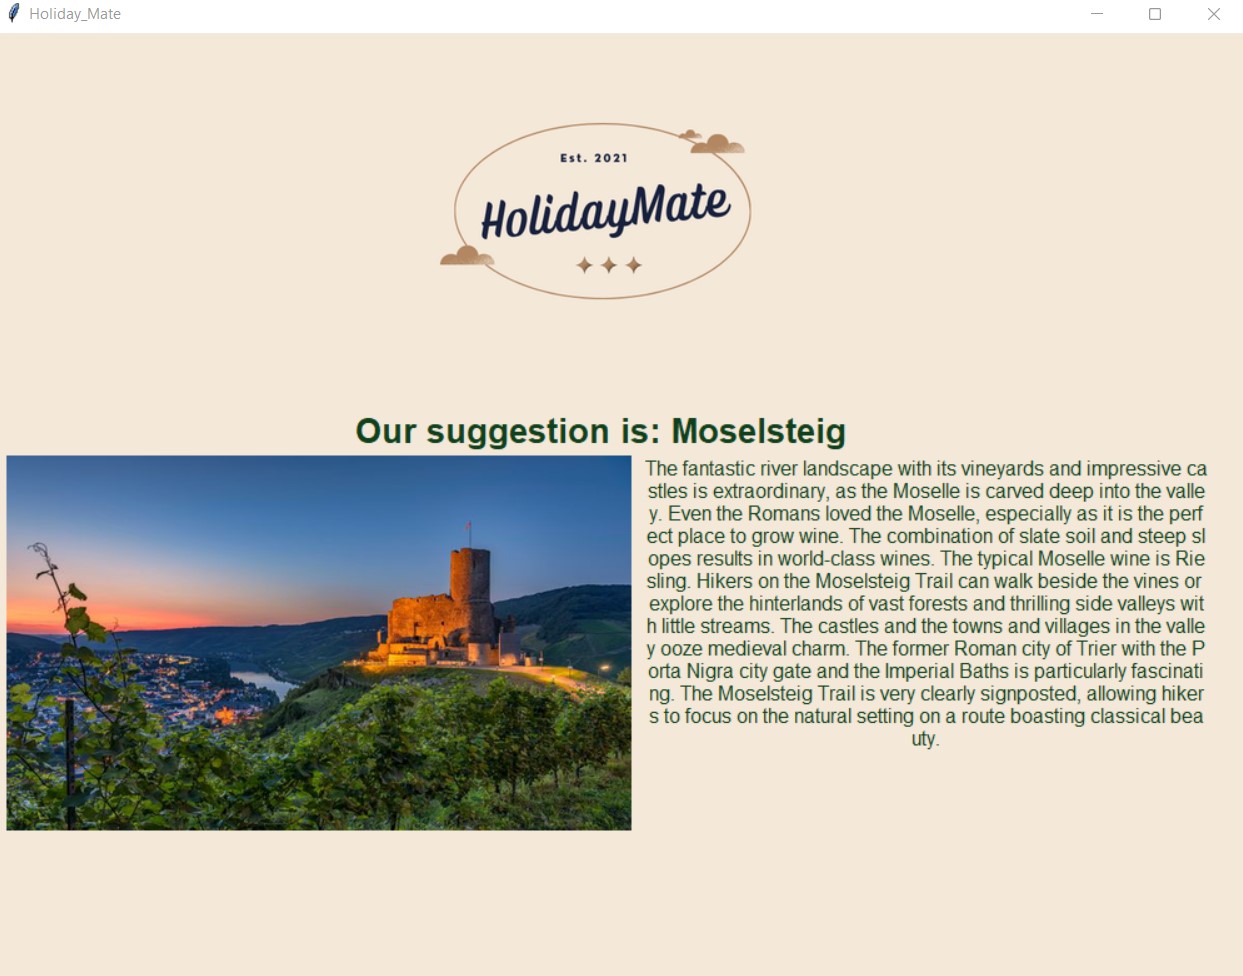 Holiday_Mate
Est. 2021
HolidayMate
Our suggestion is: Moselsteig
The fantastic river landscape with its vineyards and impressive ca
stles is extraordinary, as the Moselle is carved deep into the valle
y. Even the Romans loved the Moselle, especially as it is the perf
ect place to grow wine. The combination of slate soil and steep sl
opes results in world-class wines. The typical Moselle wine is Rie
sling. Hikers on the Moselsteig Trail can walk beside the vines or
explore the hinterlands of vast forests and thrilling side valleys wit
h little streams. The castles and the towns and villages in the valle
y ooze medieval charm. The former Roman city of Trier with the P
orta Nigra city gate and the Imperial Baths is particularly fascinati
ng. The Moselsteig Trail is very clearly signposted, allowing hiker
s to focus on the natural setting on a route boasting classical bea
uty.